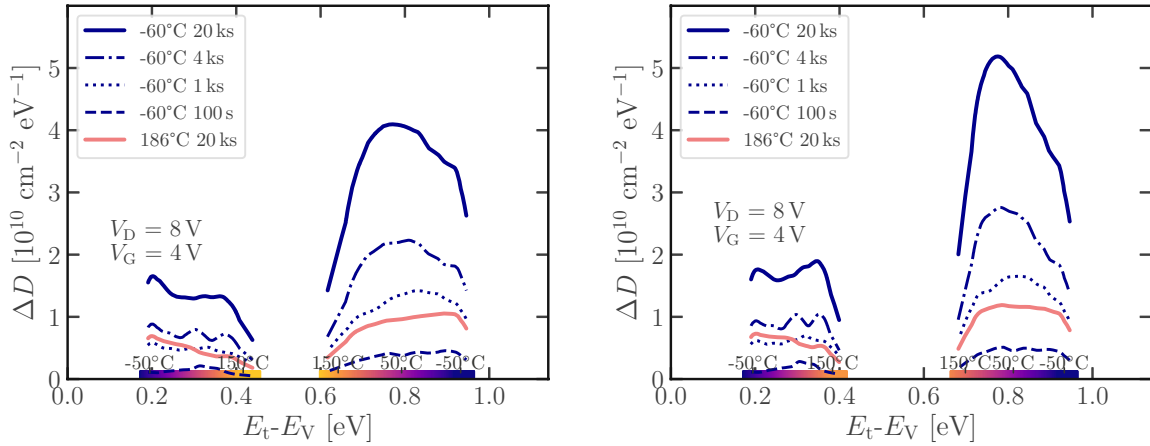 -60°C 20 ks
-60°C 4 ks
-60°C 1 ks
-60°C 100 s
186°C 20 ks
V_D = 8 V
V_G = 4 V
ΔD [10^10 cm^−2 eV^−1]
5
4
3
2
1
0
-50°C 150°C 150°C 50°C -50°C
0.0 0.2 0.4 0.6 0.8 1.0
E_t-E_V [eV]
-60°C 20 ks
-60°C 4 ks
-60°C 1 ks
-60°C 100 s
186°C 20 ks
V_D = 8 V
V_G = 4 V
ΔD [10^10 cm^−2 eV^−1]
5
4
3
2
1
0
-50°C 150°C 150°C 50°C -50°C
0.0 0.2 0.4 0.6 0.8 1.0
E_t-E_V [eV]